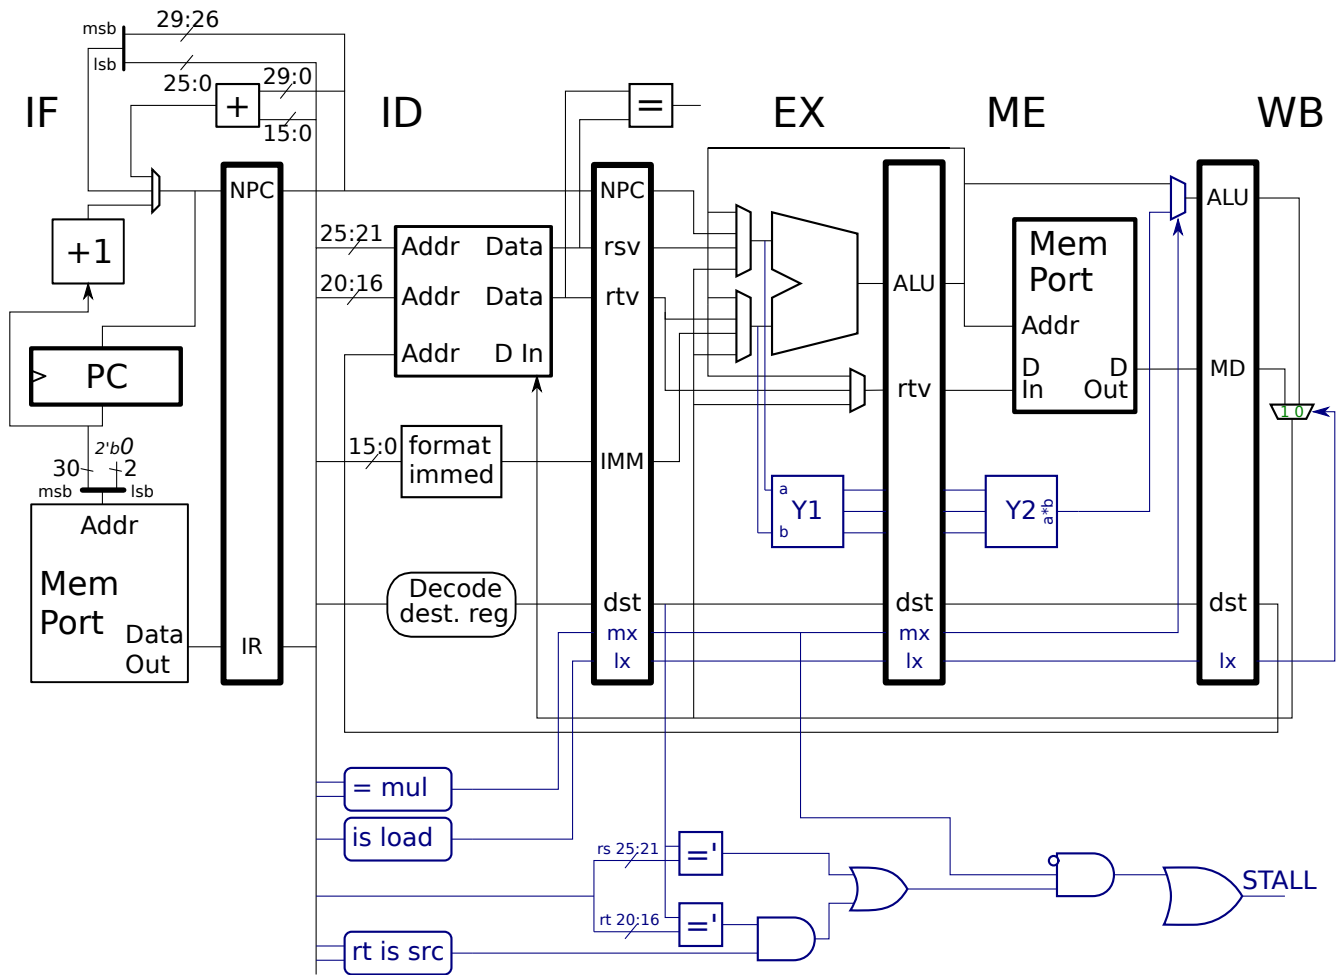 29:26
msb
lsb
25:0
29:0
15:0
+
=
IF
ID
EX
ME
WB
NPC
NPC
ALU
+1
25:21
Addr
Data
rsv
Mem
Port
20:16
Addr
Data
rtv
ALU
Addr
Addr
D In
PC
D
In
D
Out
MD
rtv
1 0
2'b0
30
2
msb
lsb
15:0
format
immed
IMM
Addr
a
Y1
b
Y2
a*b
Mem
Port
Data
Out
IR
Decode
dest. reg
dst
dst
dst
mx
mx
lx
lx
lx
= mul
is load
rs 25:21
='
rt 20:16
='
rt is src
STALL